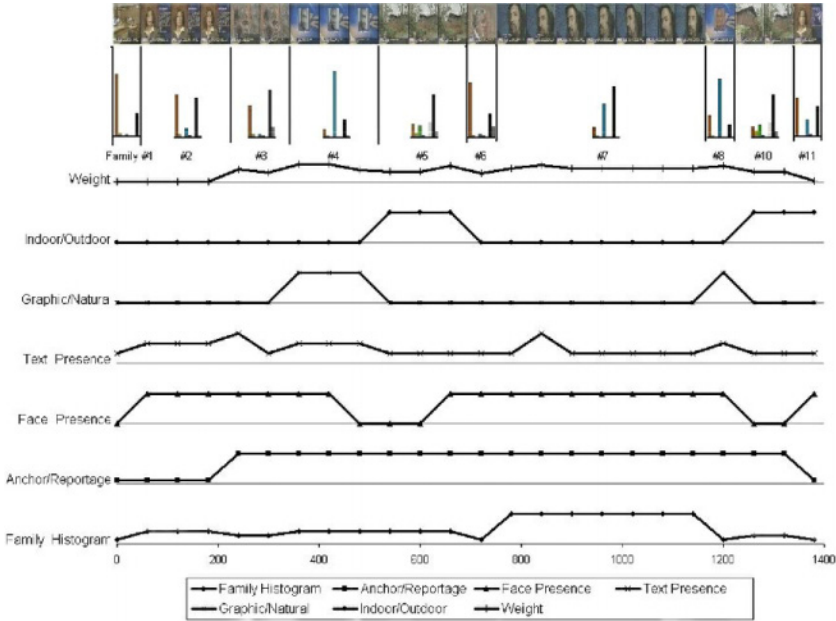 Family #1 #2 #3 #4 #5 #6 #7 #8 #10 #11
Weight
Indoor/Outdoor
Graphic/Natura
Text Presence
Face Presence
Anchor/Reportage
Family Histogram
0 200 400 600 800 1000 1200 1400
Family Histogram Anchor/Reportage Face Presence Text Presence
Graphic/Natural Indoor/Outdoor Weight